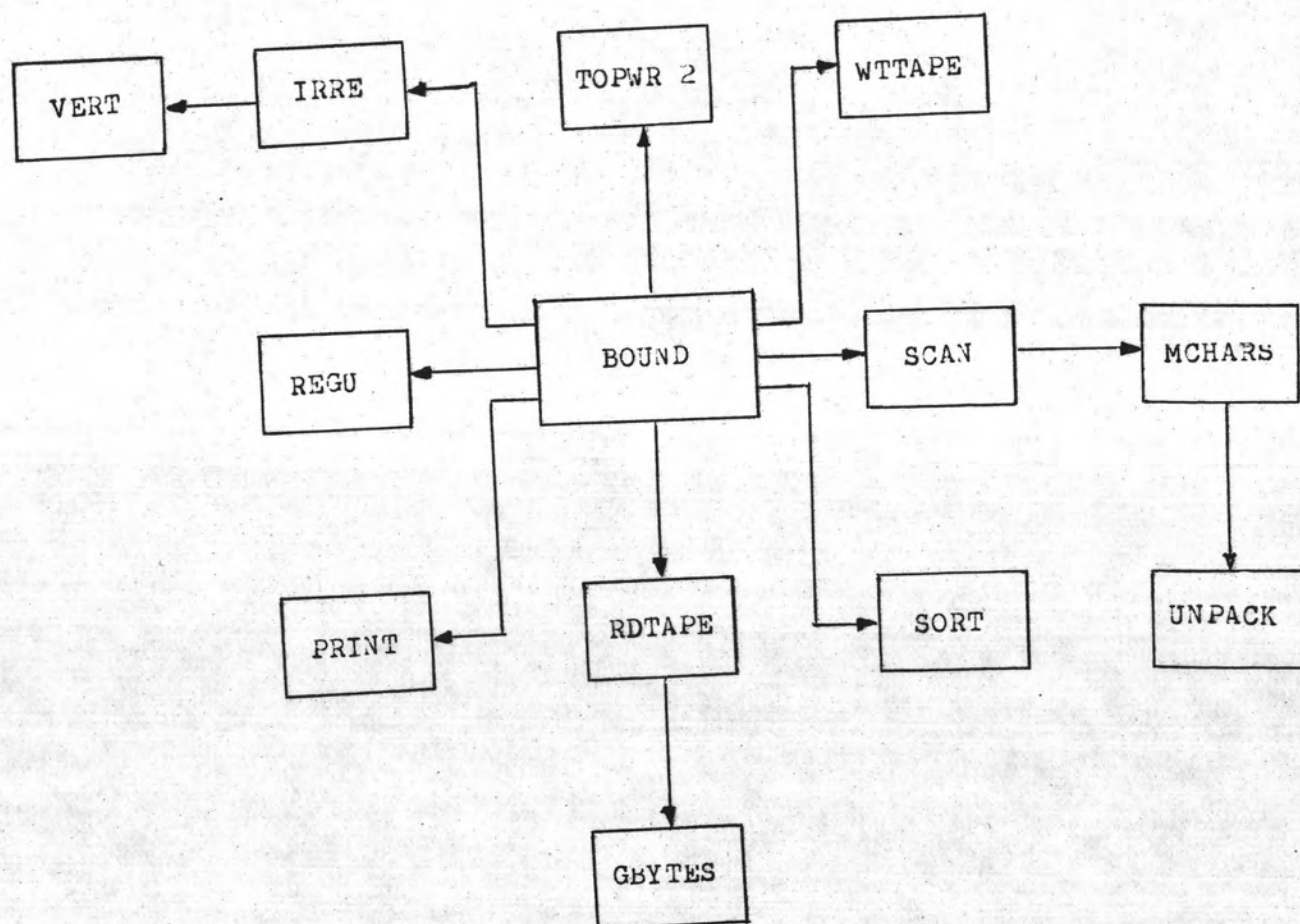 VERT
IRRE
TOPWR 2
WTTAPE
REGU
BOUND
SCAN
MCHARS
PRINT
RDTAPE
SORT
UNPACK
GBYTES